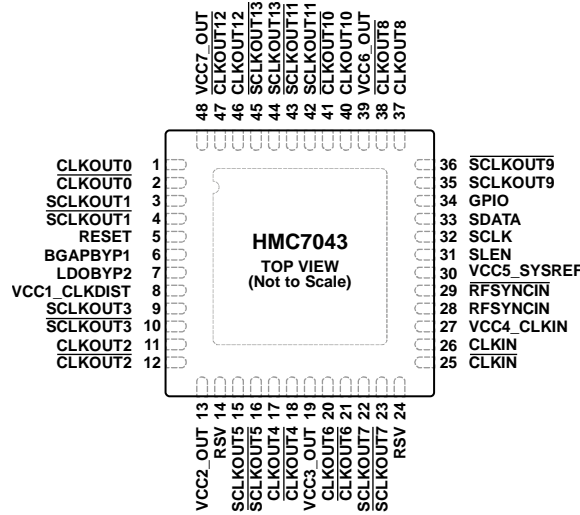 48 VCC7_OUT
47 CLKOUT12
46 CLKOUT12
45 SCLKOUT13
44 SCLKOUT13
43 SCLKOUT11
42 SCLKOUT11
41 CLKOUT10
40 CLKOUT10
39 VCC6_OUT
38 CLKOUT8
37 CLKOUT8
CLKOUT0 1
CLKOUT0 2
SCLKOUT1 3
SCLKOUT1 4
RESET 5
BGAPBYP1 6
LDOBYP2 7
VCC1_CLKDIST 8
SCLKOUT3 9
SCLKOUT3 10
CLKOUT2 11
CLKOUT2 12
HMC7043
TOP VIEW
(Not to Scale)
36 SCLKOUT9
35 SCLKOUT9
34 GPIO
33 SDATA
32 SCLK
31 SLEN
30 VCC5_SYSREF
29 RFSYNCIN
28 RFSYNCIN
27 VCC4_CLKIN
26 CLKIN
25 CLKIN
VCC2_OUT 13
RSV 14
SCLKOUT5 15
SCLKOUT5 16
CLKOUT4 17
CLKOUT4 18
VCC3_OUT 19
CLKOUT6 20
CLKOUT6 21
SCLKOUT7 22
SCLKOUT7 23
RSV 24